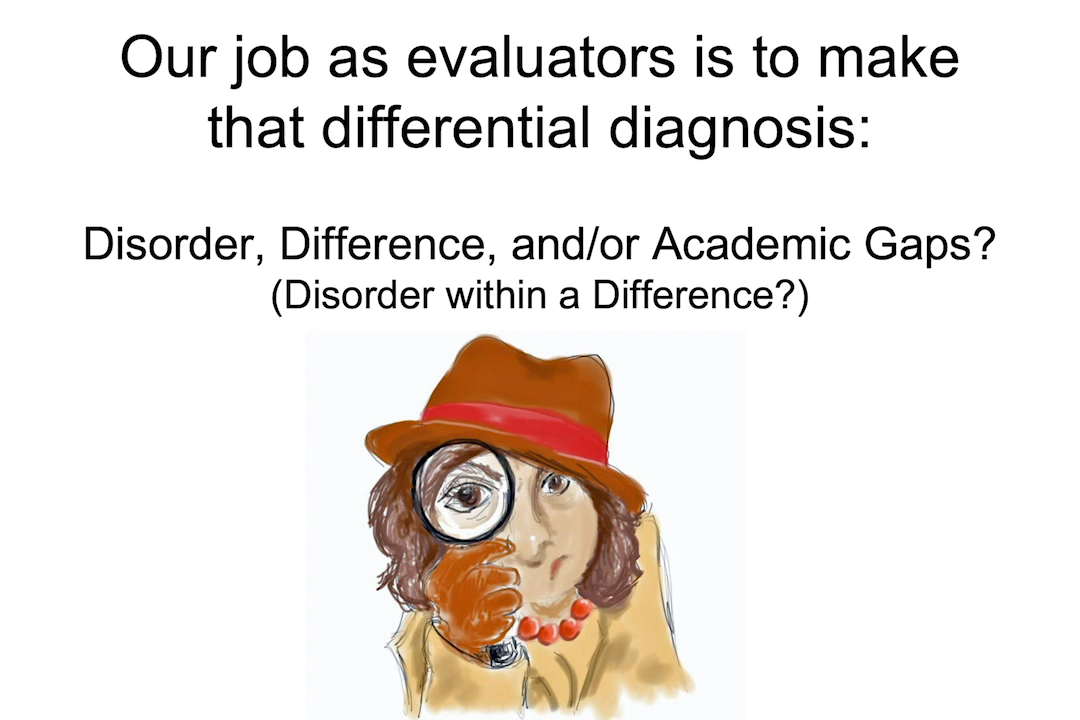 Our job as evaluators is to make
that differential diagnosis:
Disorder, Difference, and/or Academic Gaps?
(Disorder within a Difference?)